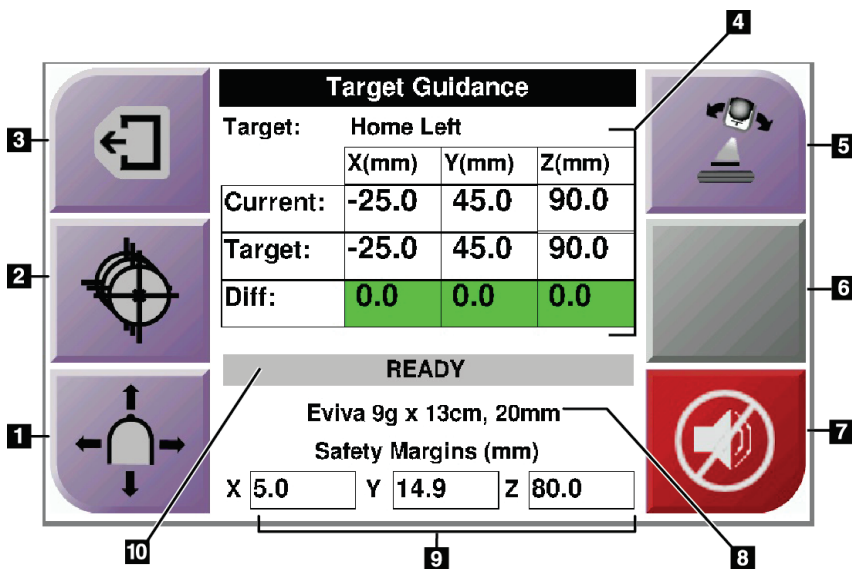 4
Target Guidance
3
Target: Home Left
5
X(mm) Y(mm) Z(mm)
Current: -25.0 45.0 90.0
Target: -25.0 45.0 90.0
2
6
Diff: 0.0 0.0 0.0
READY
Eviva 9g x 13cm, 20mm
1
7
Safety Margins (mm)
X 5.0 Y 14.9 Z 80.0
10
9
8